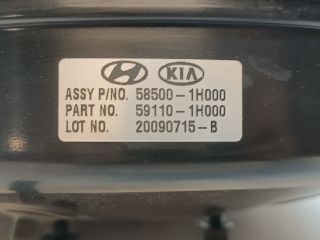 KIA
ASSY P/NO. 58500-1H000
PART NO. 59110-1H000
LOT NO. 20090715-B